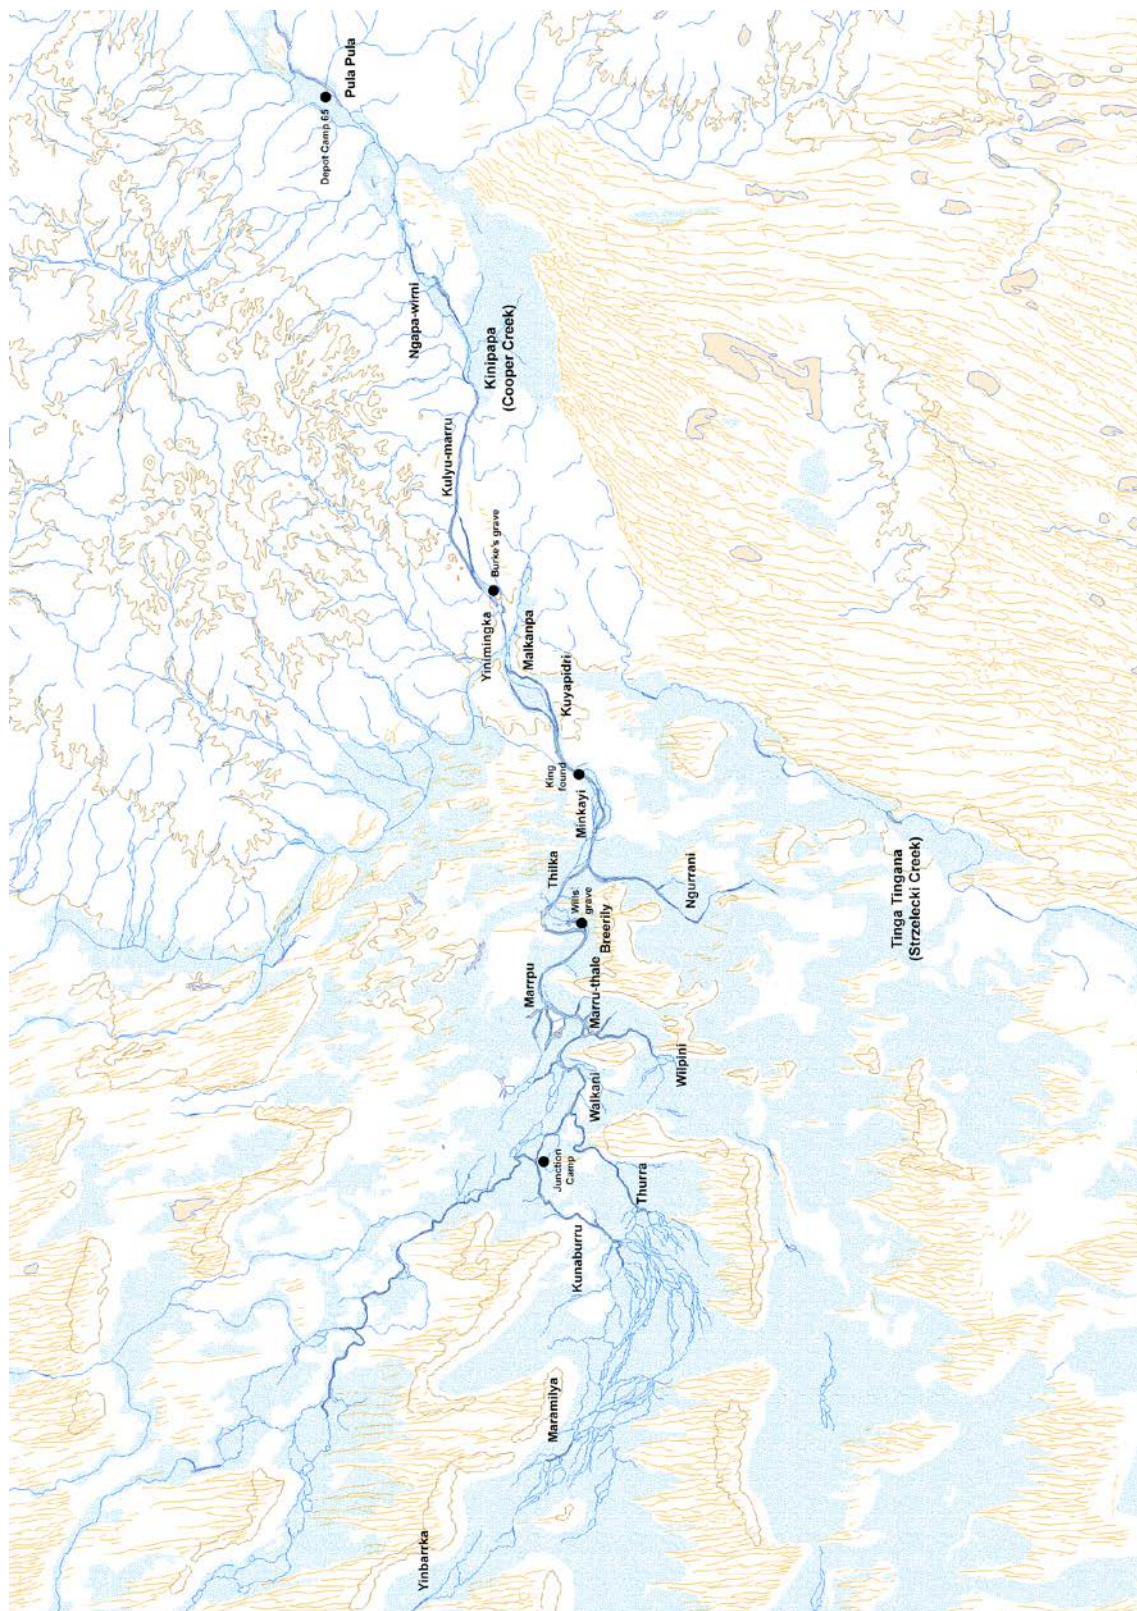 Depot Camp 65
Pula Pula
Ngapa-wirni
Yinbarrka
Kulyu-marru
Yinimingka
Kinipapa
(Cooper Creek)
Burke's grave
Marrpu
Malkanpa
Maramilya
Thilka
King
found
Junction
Camp
Kuyapidri
Wills
grave
Kunaburru
Minkayi
Walkani
Marru-thale
Breerily
Thurra
Wilpini
Ngurrani
Tinga Tingana
(Strzelecki Creek)